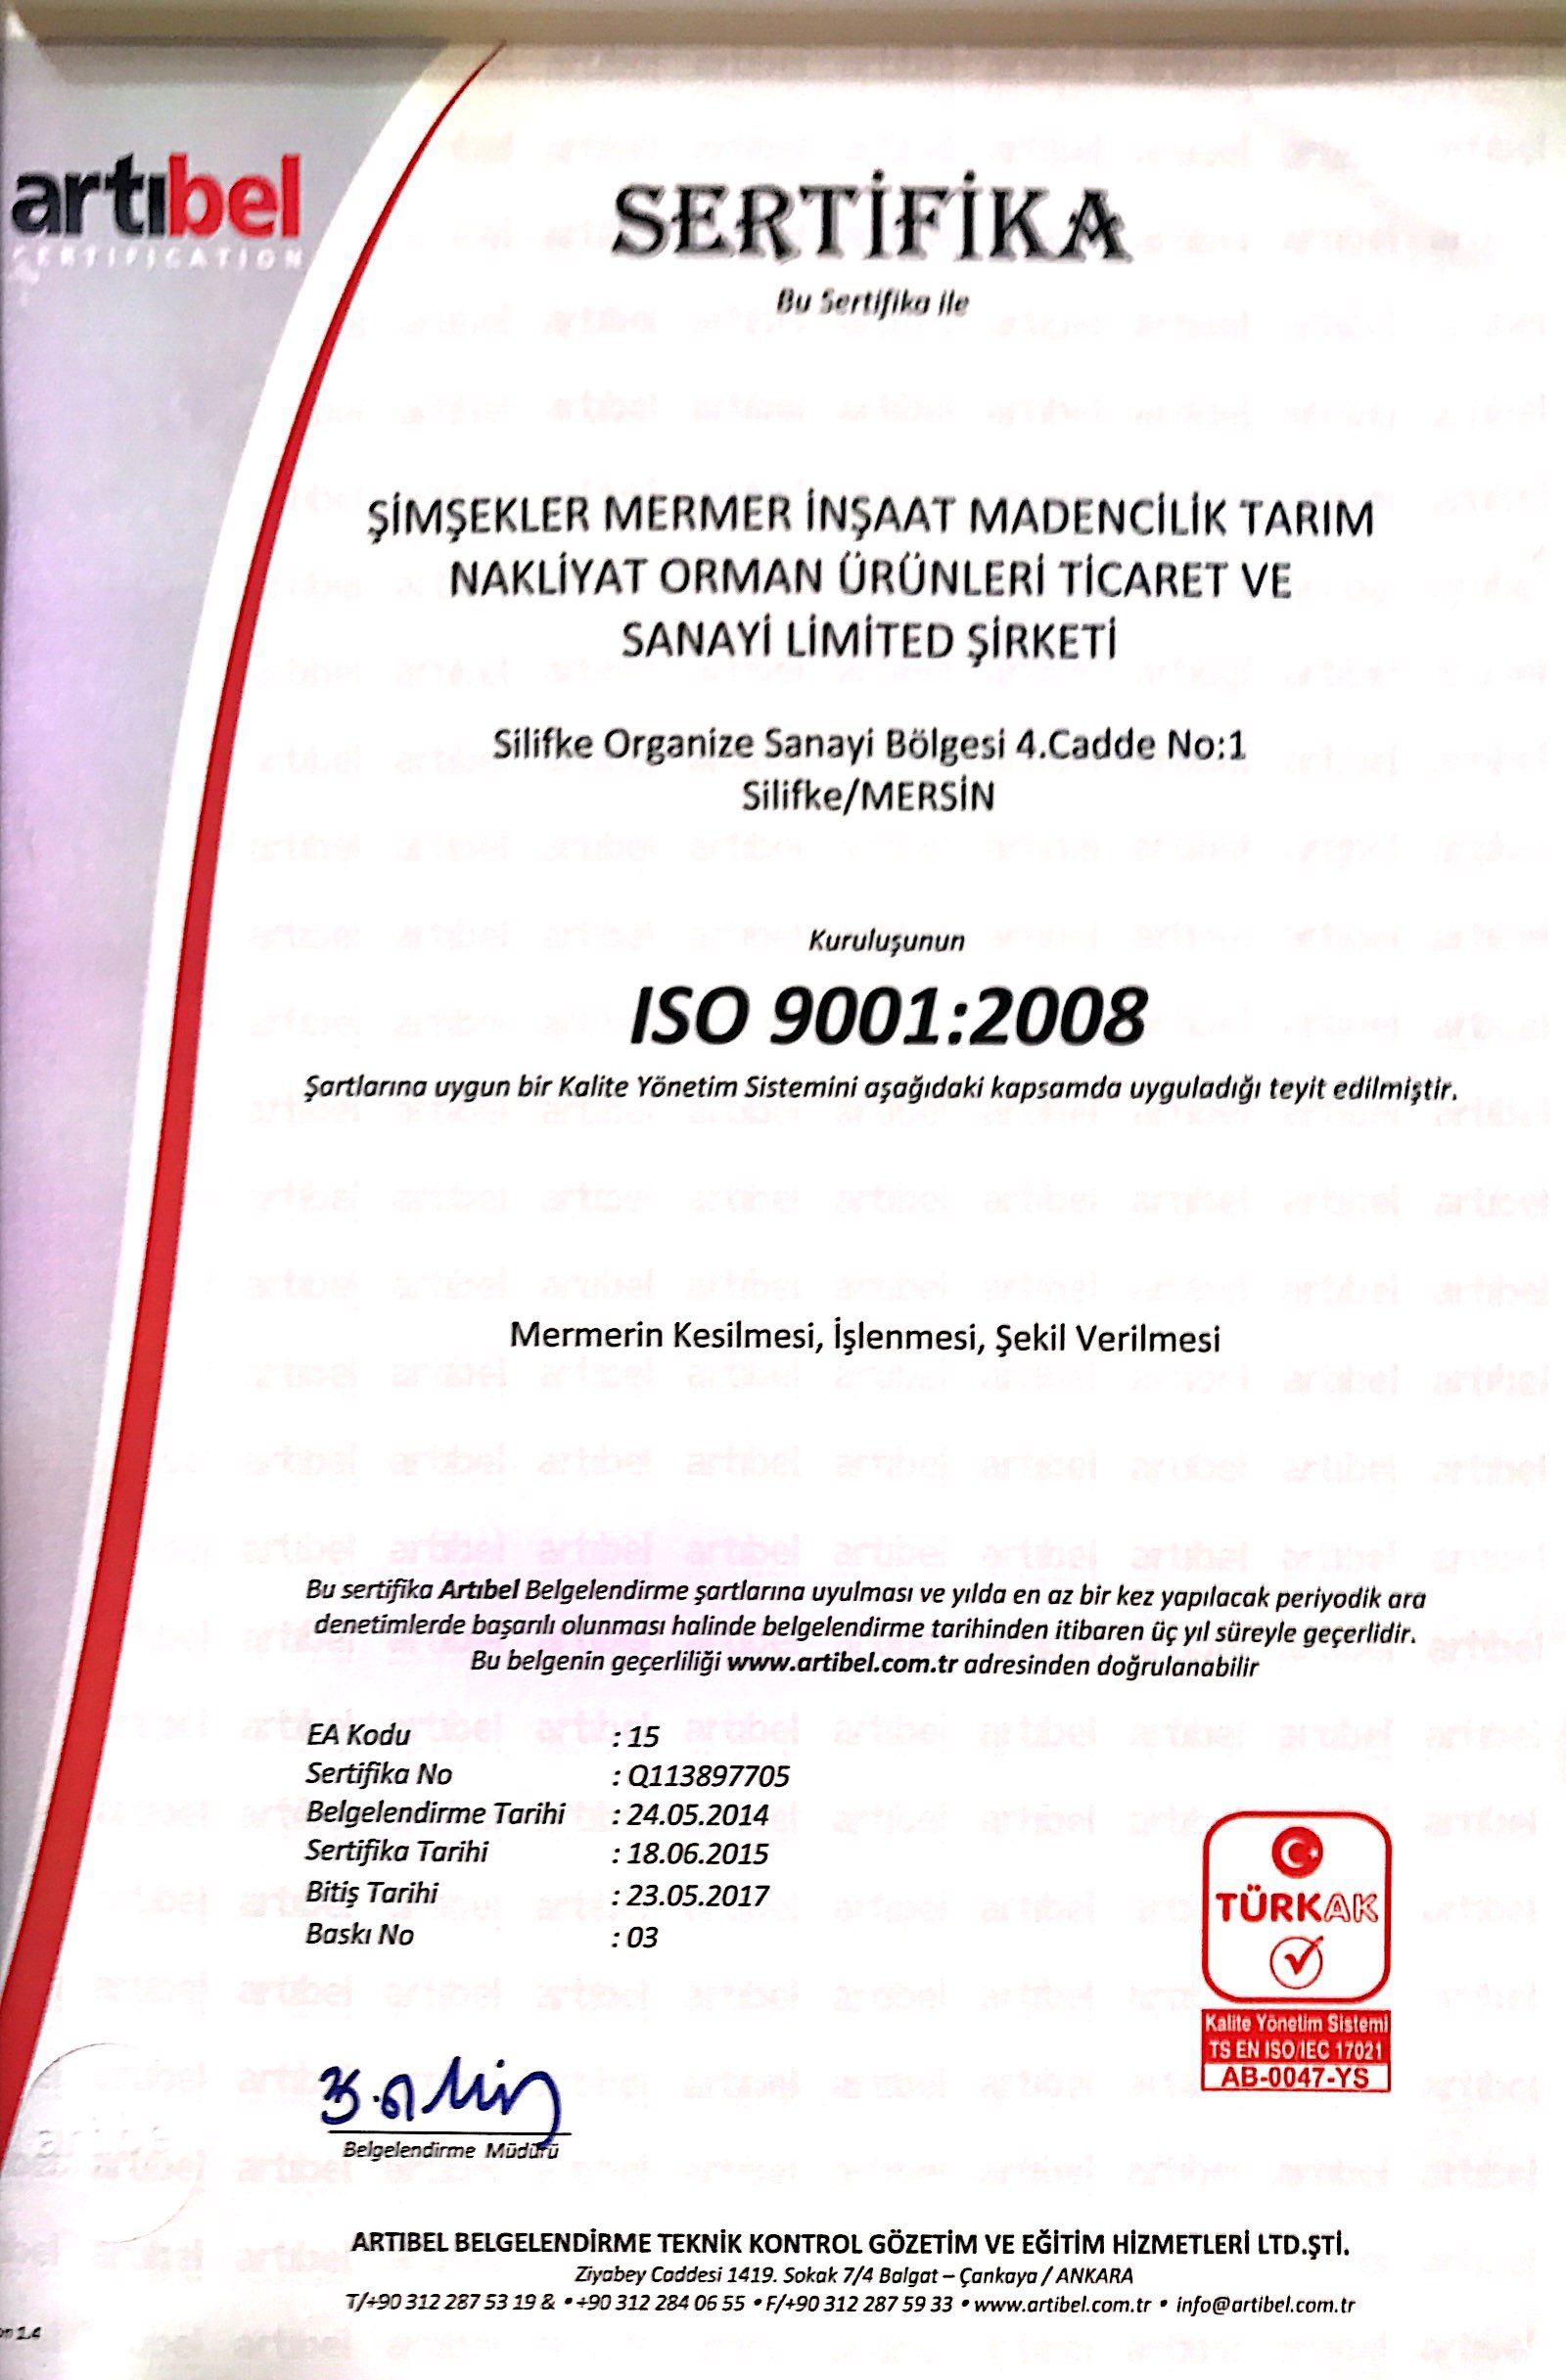 artıbel
CERTIFICATION
SERTİFİKA
Bu Sertifika ile
ŞİMŞEKLER MERMER İNŞAAT MADENCİLİK TARIM
NAKLİYAT ORMAN ÜRÜNLERİ TİCARET VE
SANAYİ LİMİTED ŞİRKETİ
Silifke Organize Sanayi Bölgesi 4.Cadde No:1
Silifke/MERSİN
Kuruluşunun
ISO 9001:2008
Şartlarına uygun bir Kalite Yönetim Sistemini aşağıdaki kapsamda uyguladığı teyit edilmiştir.
Mermerin Kesilmesi, İşlenmesi, Şekil Verilmesi
Bu sertifika Artıbel Belgelendirme şartlarına uyulması ve yılda en az bir kez yapılacak periyodik ara
denetimlerde başarılı olunması halinde belgelendirme tarihinden itibaren üç yıl süreyle geçerlidir.
Bu belgenin geçerliliği www.artibel.com.tr adresinden doğrulanabilir
EA Kodu : 15
Sertifika No : Q113897705
Belgelendirme Tarihi : 24.05.2014
Sertifika Tarihi : 18.06.2015
Bitiş Tarihi : 23.05.2017
Baskı No : 03
TÜRKAK
Kalite Yönetim Sistemi
TS EN ISO/IEC 17021
AB-0047-YS
Belgelendirme Müdürü
ARTIBEL BELGELENDİRME TEKNİK KONTROL GÖZETİM VE EĞİTİM HİZMETLERİ LTD.ŞTİ.
Ziyabey Caddesi 1419. Sokak 7/4 Balgat – Çankaya / ANKARA
T/+90 312 287 53 19 & • +90 312 284 06 55 • F/+90 312 287 59 33 • www.artibel.com.tr • info@artibel.com.tr
1.4